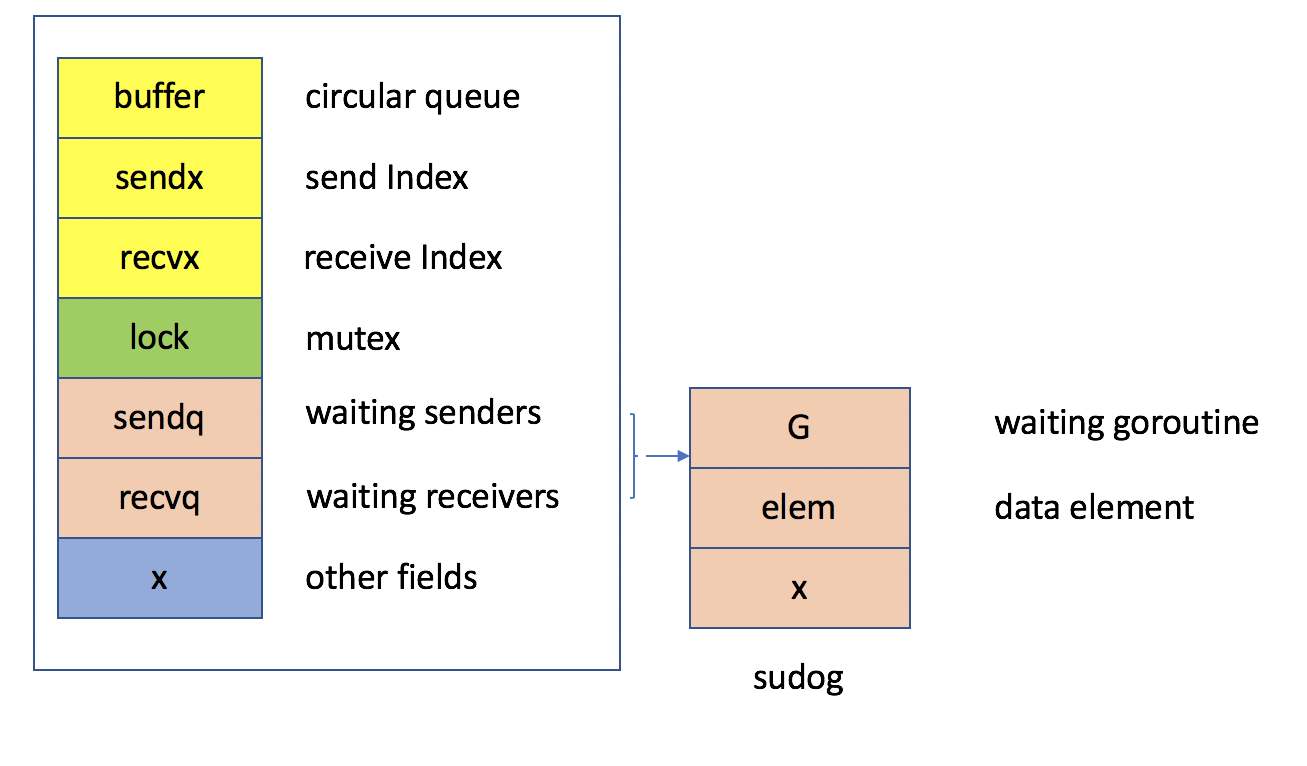 buffer circular queue
sendx send Index
recvx receive Index
lock mutex
sendq waiting senders
recvq waiting receivers
x other fields
G waiting goroutine
elem data element
x
sudog